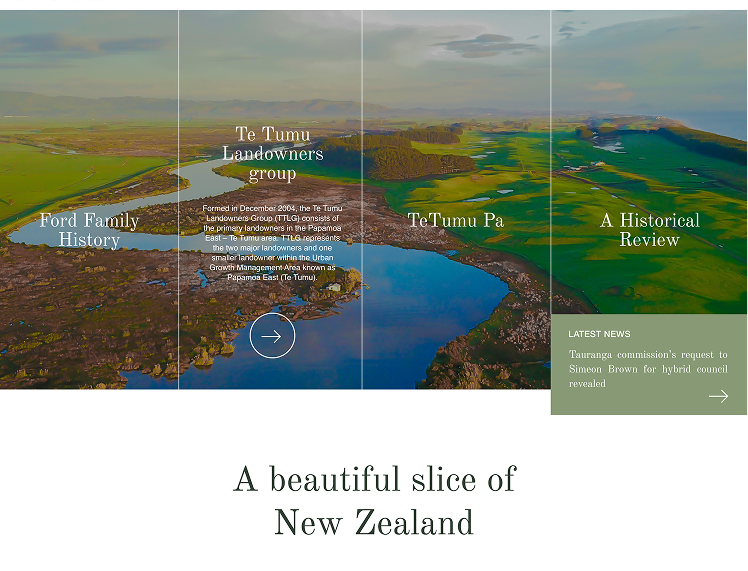 Ford Family
History
Te Tumu
Landowners
group
Formed in December 2004, the Te Tumu
Landowners Group (TTLG) consists of
the primary landowners in the Papamoa
East – Te Tumu area. TTLG represents
the two major landowners and one
smaller landowner within the Urban
Growth Management Area known as
Papamoa East (Te Tumu).
TeTumu Pa
A Historical
Review
LATEST NEWS
Tauranga commission's request to
Simeon Brown for hybrid council
revealed
A beautiful slice of
New Zealand